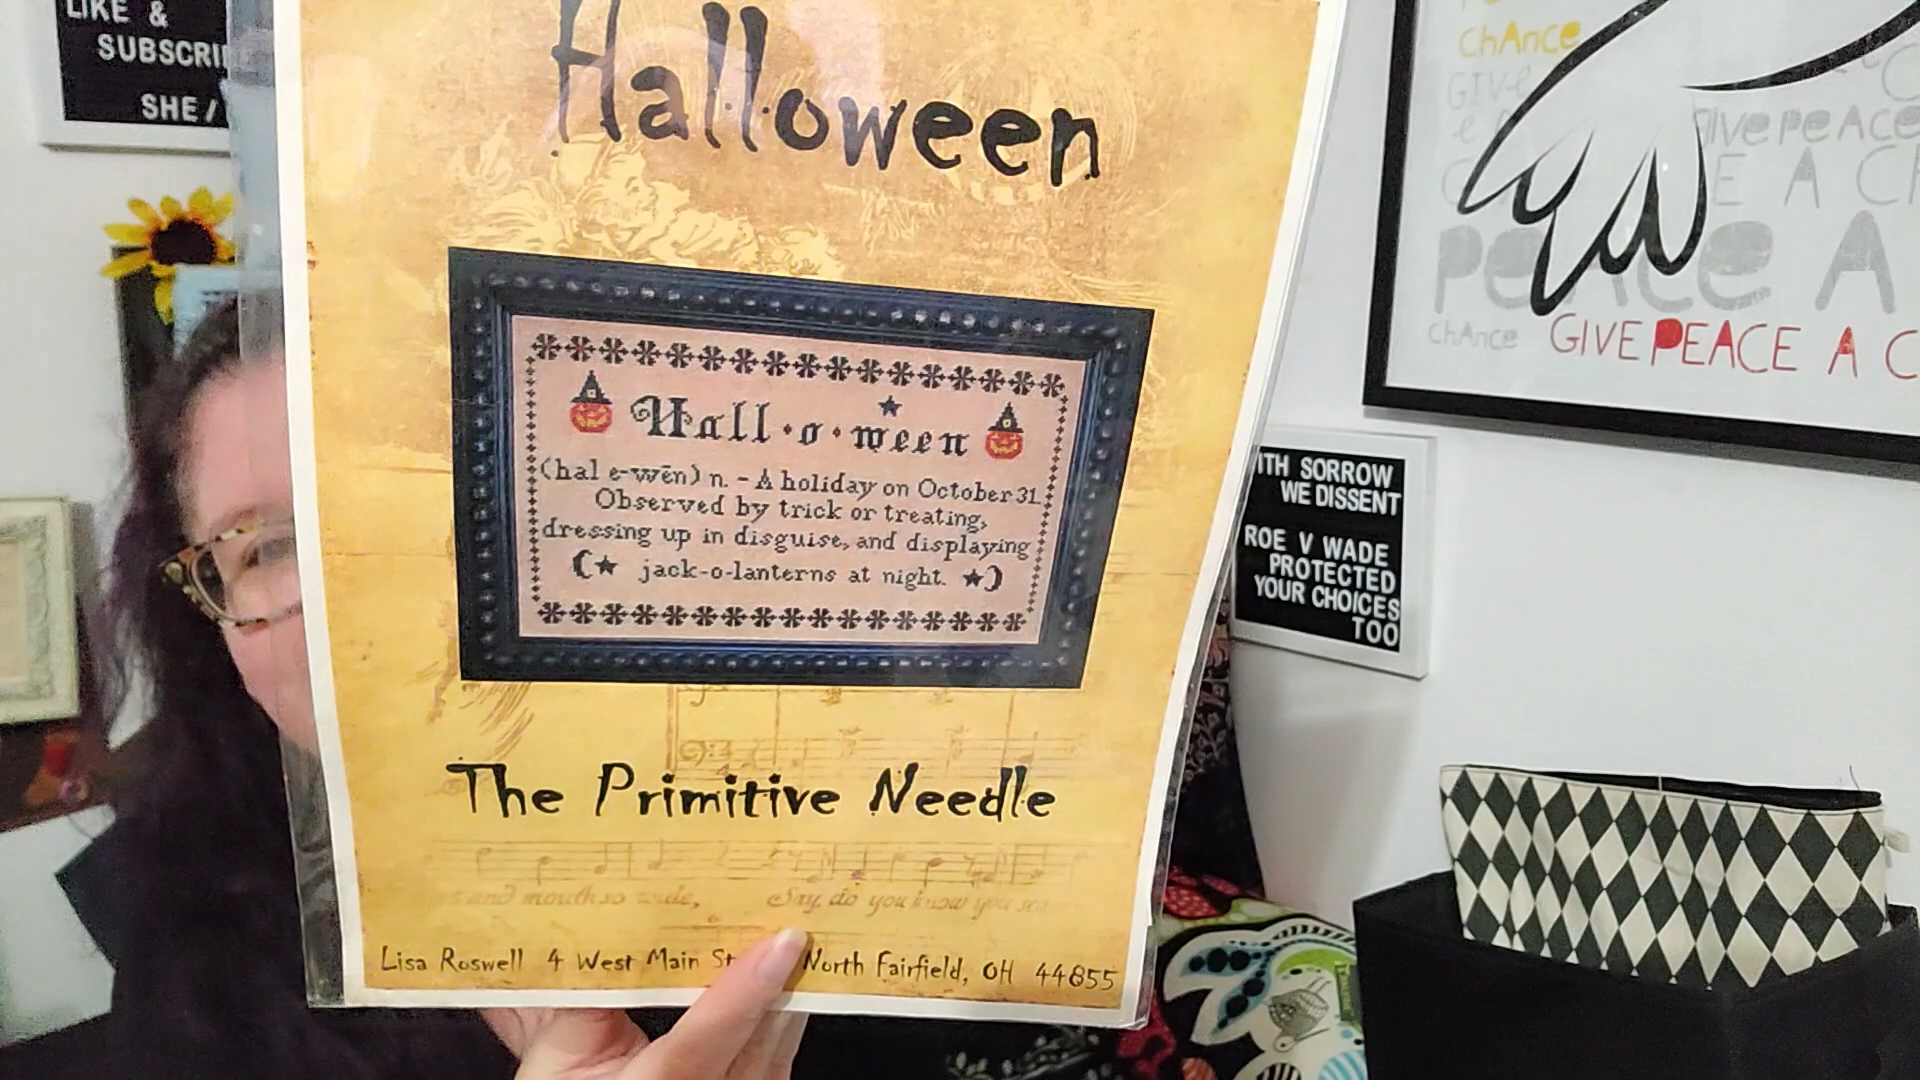 LIKE &
SUBSCRI
SHE /
Halloween
Hall·o·ween
(hal e-wēn) n. - A holiday on October 31.
Observed by trick or treating,
dressing up in disguise, and displaying
jack-o-lanterns at night.
The Primitive Needle
and mouth so wide, Say, do you know you
Lisa Roswell 4 West Main St North Fairfield, OH 44855
chAnce
GIVE
GIVE PEACE
E A C
PEACE A
chAnce GIVE PEACE A C
ITH SORROW
WE DISSENT
ROE V WADE
PROTECTED
YOUR CHOICES
TOO